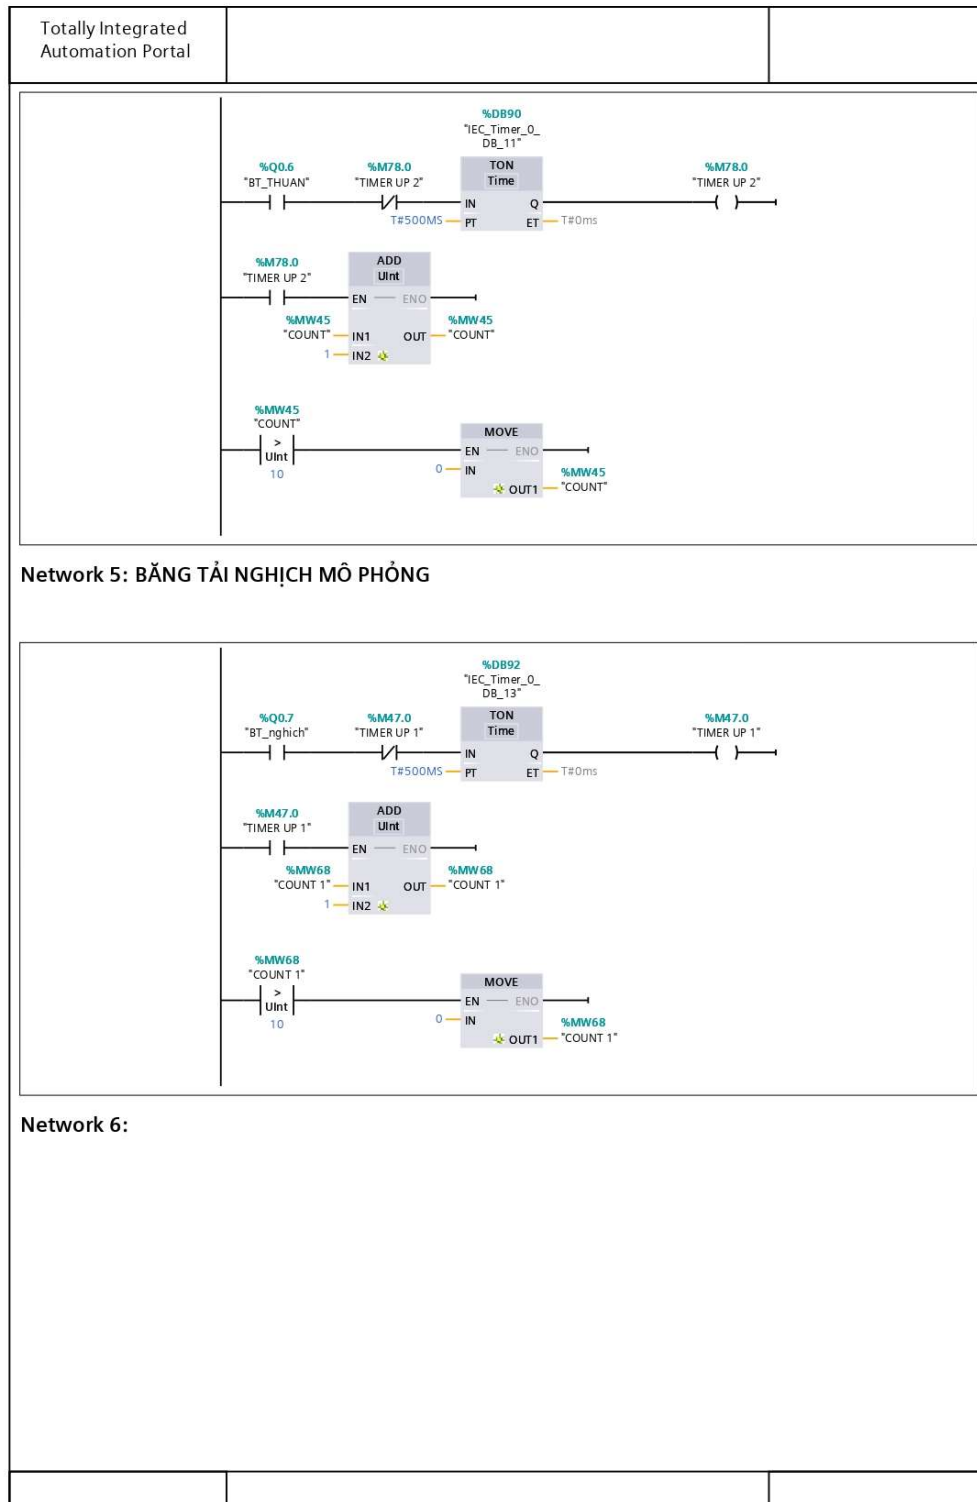 Totally Integrated
Automation Portal
%DB90
"IEC_Timer_0_
DB_11"
%Q0.6
"BT_THUAN"
%M78.0
"TIMER UP 2"
TON
Time
%M78.0
"TIMER UP 2"
IN
Q
T#500MS
PT
ET
T#0ms
%M78.0
"TIMER UP 2"
ADD
UInt
EN
ENO
%MW45
"COUNT"
IN1
OUT
%MW45
"COUNT"
1
IN2
%MW45
"COUNT"
>
UInt
10
MOVE
EN
ENO
0
IN
OUT1
%MW45
"COUNT"
Network 5: BĂNG TẢI NGHỊCH MÔ PHỎNG
%DB92
"IEC_Timer_0_
DB_13"
%Q0.7
"BT_nghich"
%M47.0
"TIMER UP 1"
TON
Time
%M47.0
"TIMER UP 1"
IN
Q
T#500MS
PT
ET
T#0ms
%M47.0
"TIMER UP 1"
ADD
UInt
EN
ENO
%MW68
"COUNT 1"
IN1
OUT
%MW68
"COUNT 1"
1
IN2
%MW68
"COUNT 1"
>
UInt
10
MOVE
EN
ENO
0
IN
OUT1
%MW68
"COUNT 1"
Network 6: